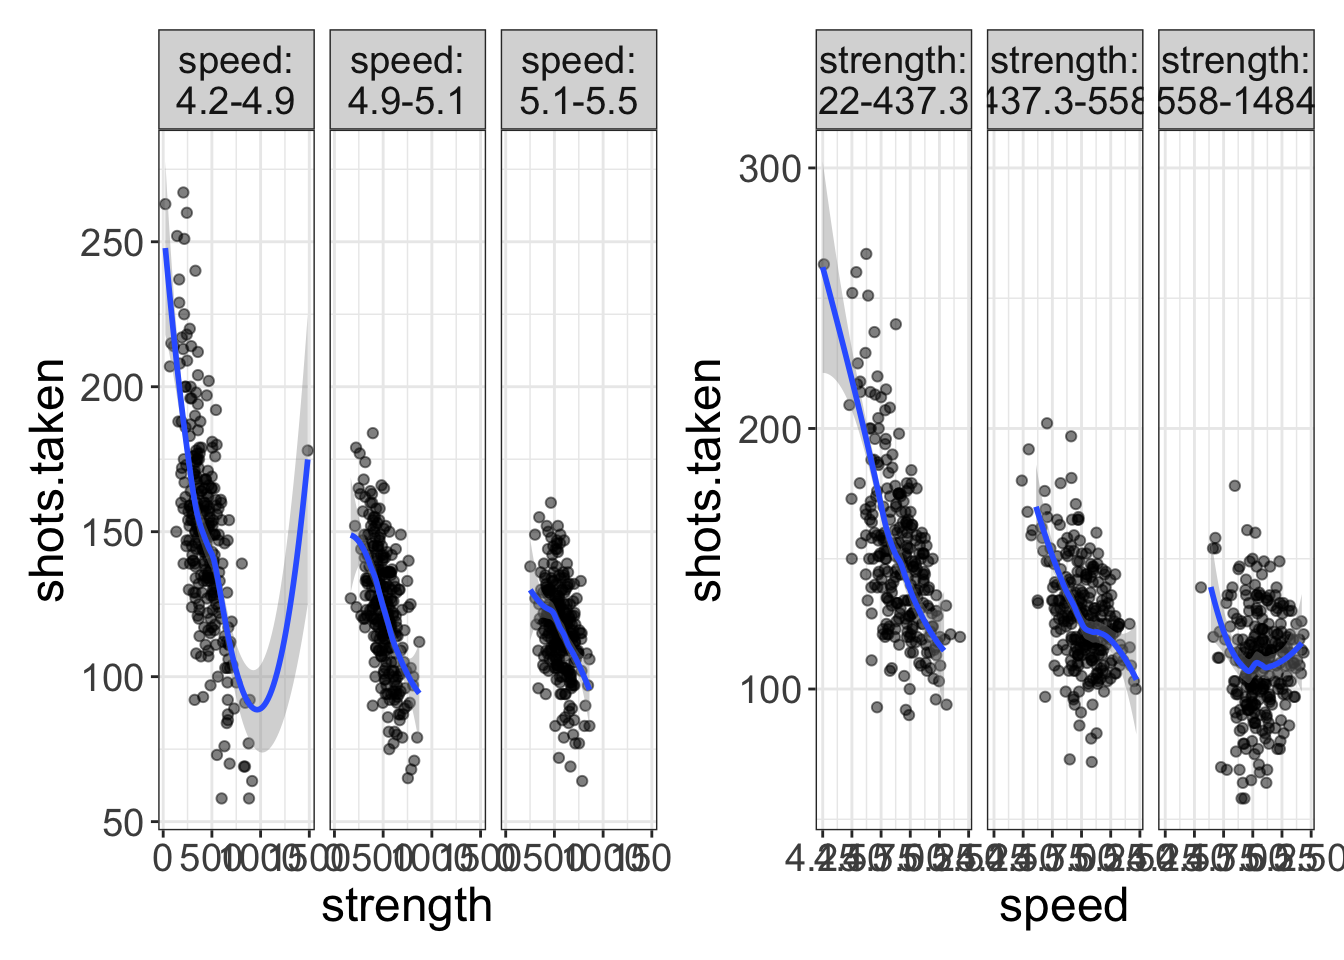 speed:
4.2-4.9
speed:
4.9-5.1
speed:
5.1-5.5
250
200
150
100
50
shots.taken
0
strength
strength:
22-437.3
strength:
437.3-558
strength:
558-1484
300
200
100
shots.taken
speed